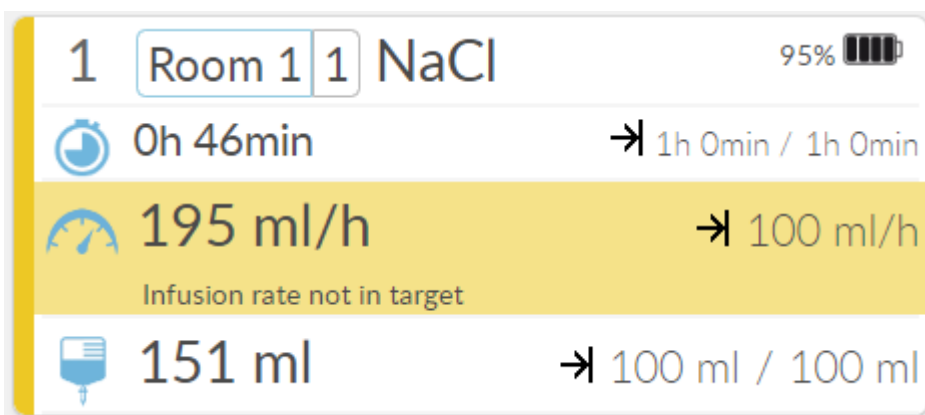 1 Room 1 1 NaCl 95%
0h 46min 1h 0min / 1h 0min
195 ml/h 100 ml/h
Infusion rate not in target
151 ml 100 ml / 100 ml